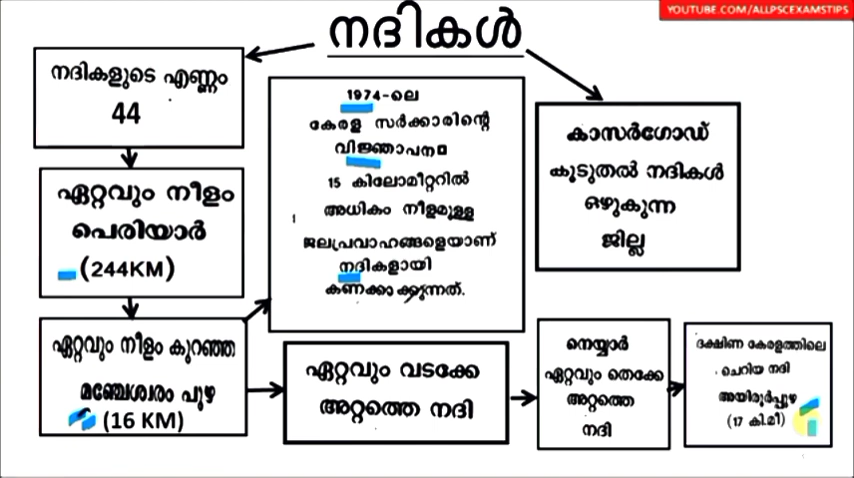 YOUTUBE.COM/ALLPSCEXAMSTIPS
നദികൾ
നദികളുടെ എണ്ണം
44
ഏറ്റവും നീളം
പെരിയാർ
(244KM)
ഏറ്റവും നീളം കുറഞ്ഞ
മഞ്ചേശ്വരം പുഴ
(16 KM)
1974-ലെ
കേരള സർക്കാരിന്റെ
വിജ്ഞാപന
15 കിലോമീറ്ററിൽ
അധികം നീളമുള്ള
ജലപ്രവാഹങ്ങളെയാണ്
നദികളായി
കണക്കാക്കുന്നത്.
കാസർഗോഡ്
കൂടുതൽ നദികൾ
ഒഴുകുന്ന
ജില്ല
ഏറ്റവും വടക്കേ
അറ്റത്തെ നദി
നെയ്യാർ
ഏറ്റവും തെക്കേ
അറ്റത്തെ
നദി
ദക്ഷിണ കേരളത്തിലെ
ചെറിയ നദി
അയിരൂർപ്പുഴ
(17 കി.മീ)